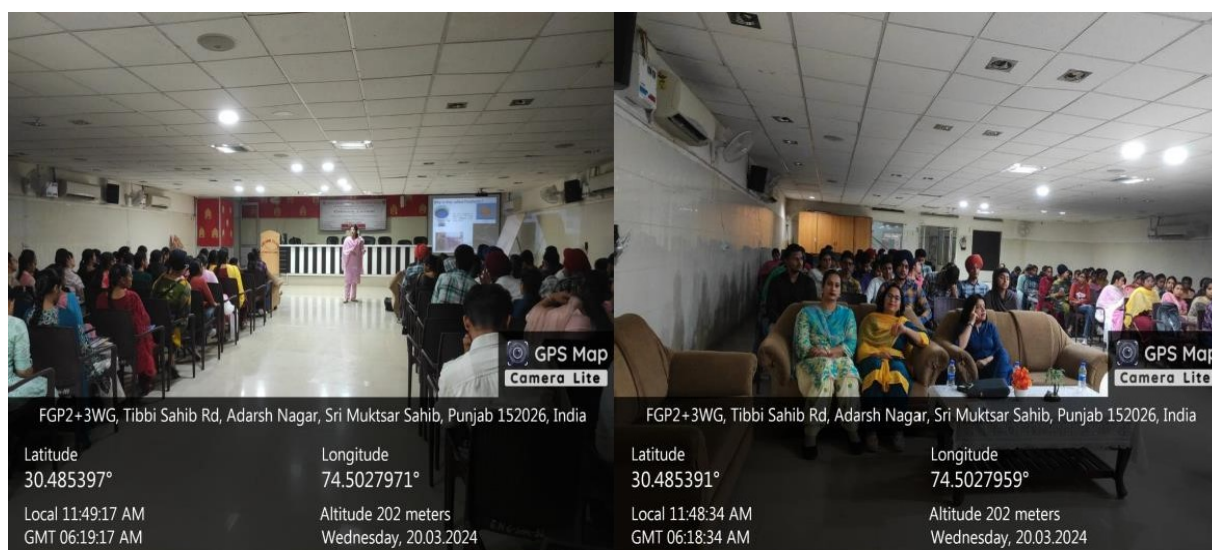 GPS Map
Camera Lite
FGP2+3WG, Tibbi Sahib Rd, Adarsh Nagar, Sri Muktsar Sahib, Punjab 152026, India
Latitude
30.485397°
Longitude
74.5027971°
Local 11:49:17 AM
GMT 06:19:17 AM
Altitude 202 meters
Wednesday, 20.03.2024
GPS Map
Camera Lite
FGP2+3WG, Tibbi Sahib Rd, Adarsh Nagar, Sri Muktsar Sahib, Punjab 152026, India
Latitude
30.485391°
Longitude
74.5027959°
Local 11:48:34 AM
GMT 06:18:34 AM
Altitude 202 meters
Wednesday, 20.03.2024